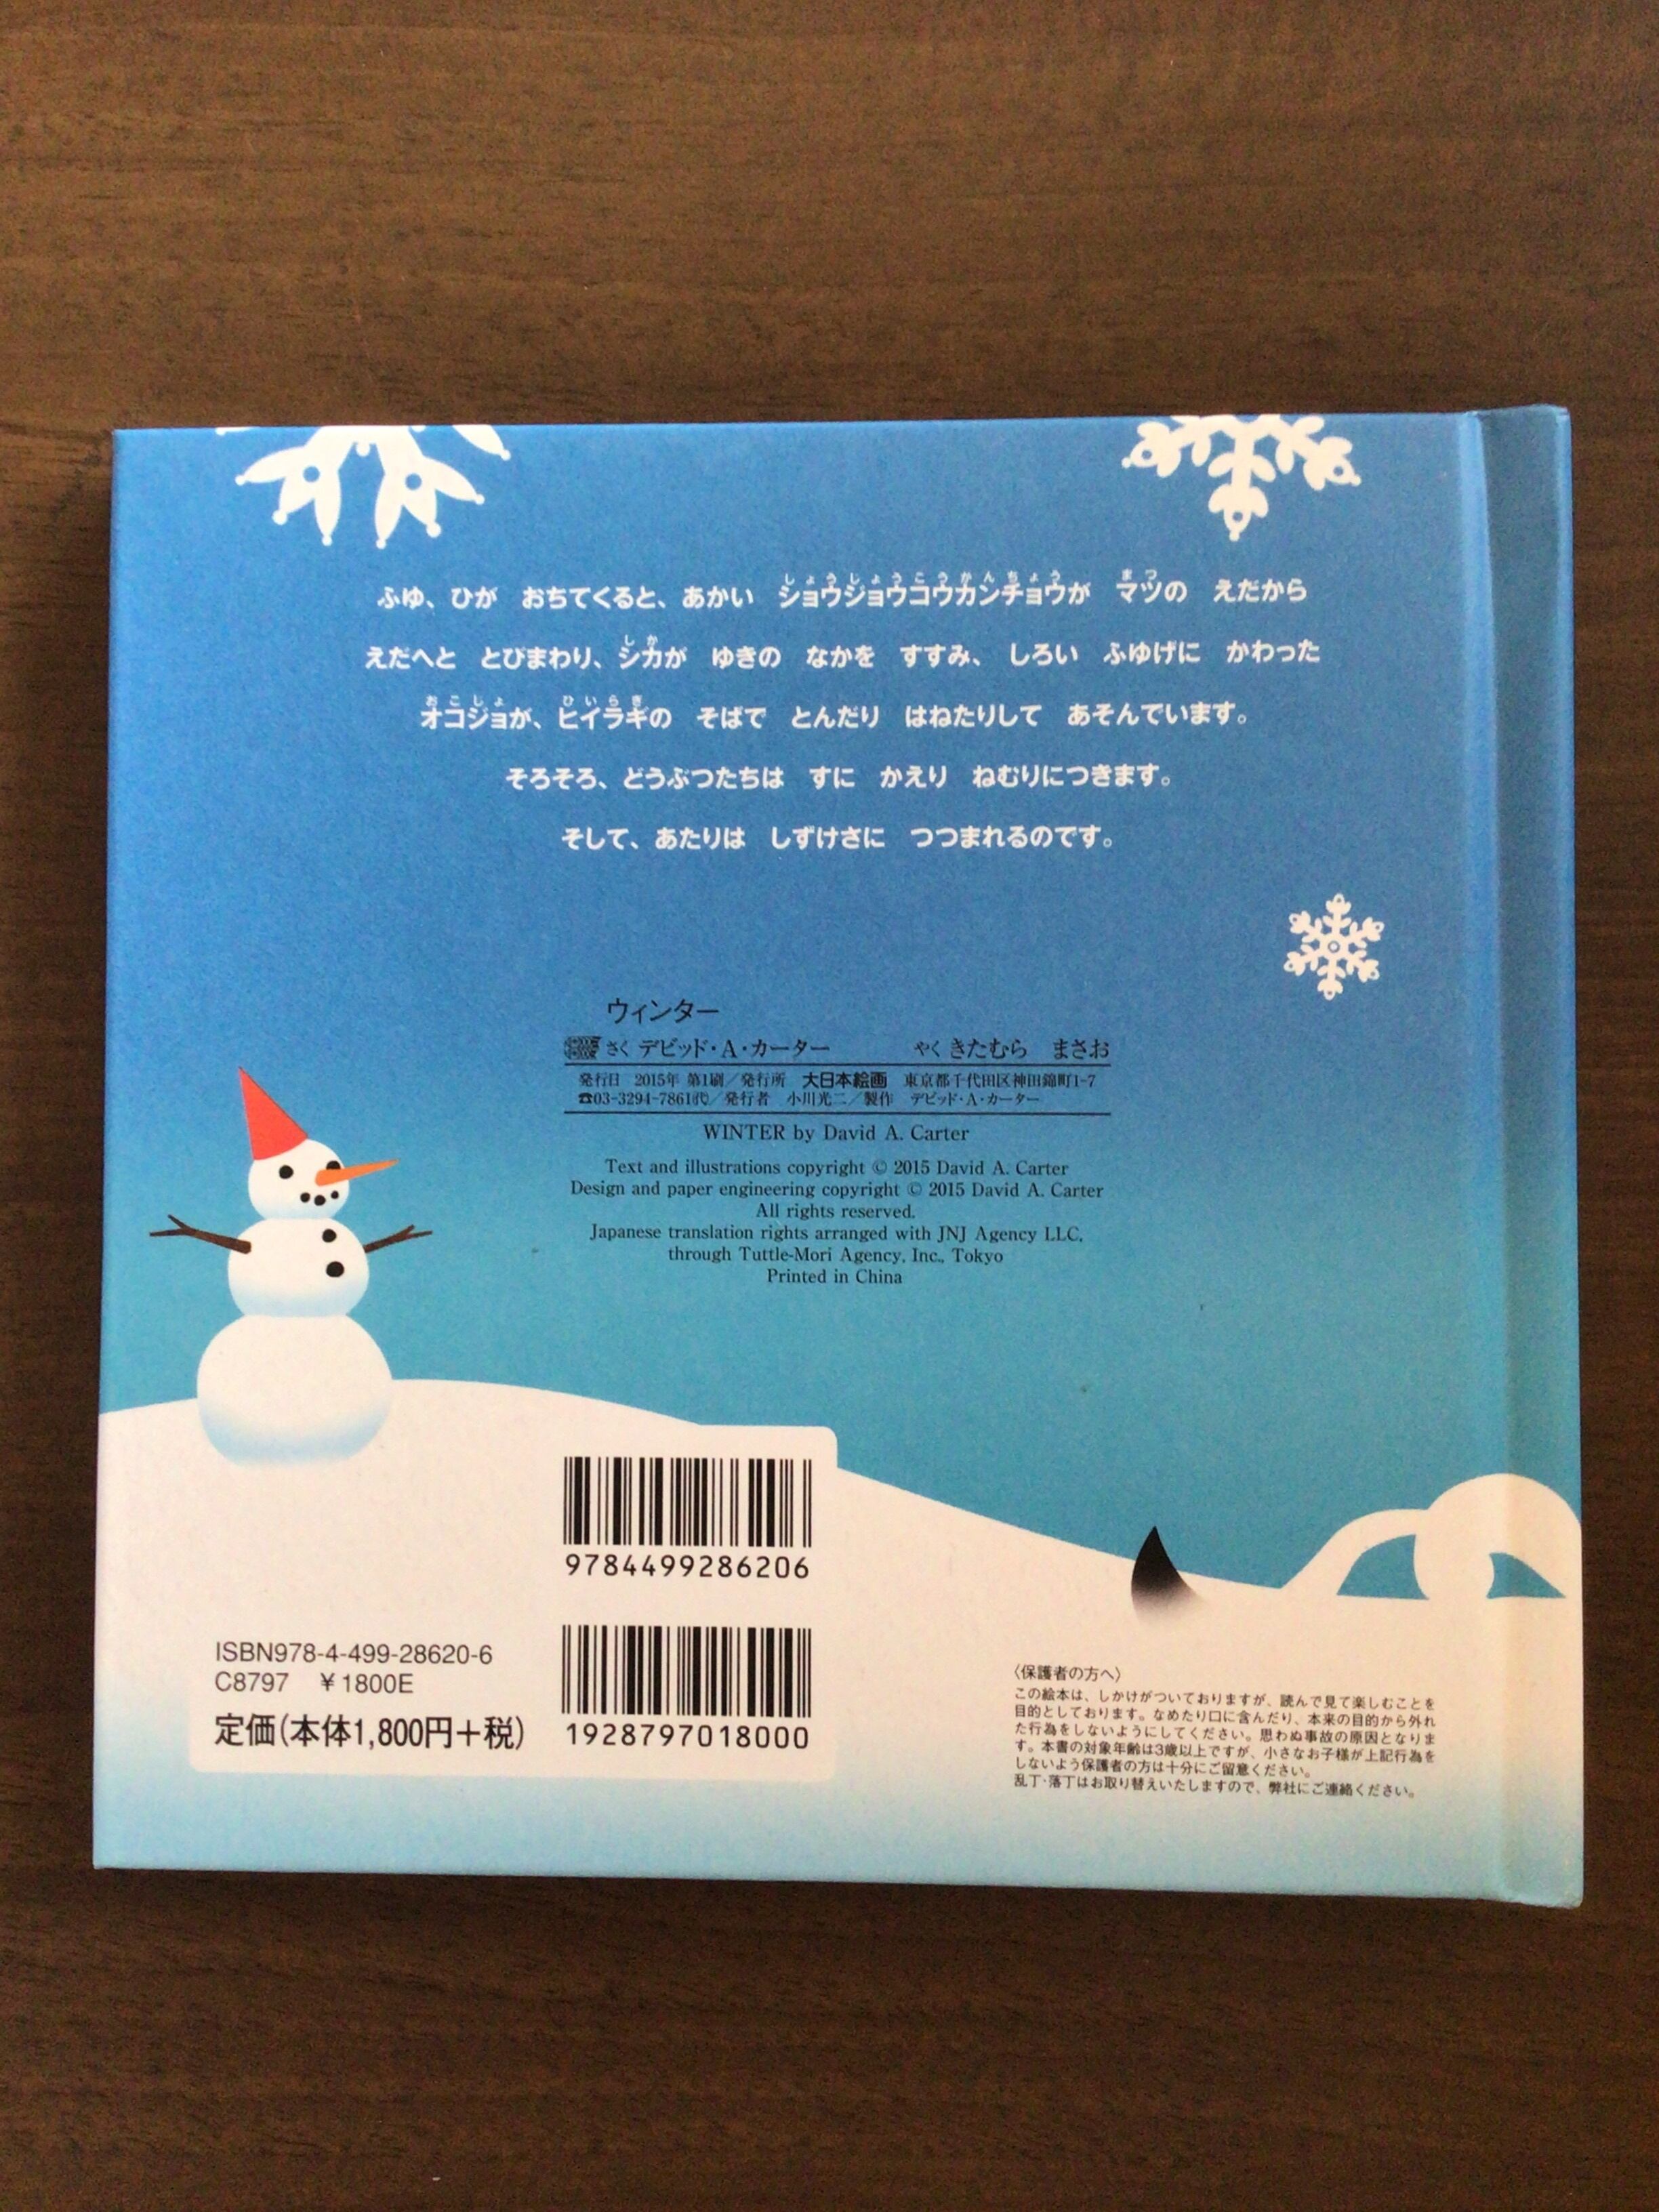 ふゆ、ひが　おちてくると、あかい　ショウジョウコウカンチョウが　マツの　えだから
えだへと　とびまわり、シカが　ゆきの　なかを　すすみ、　しろい　ふゆげに　かわった
オコジョが、ヒイラギの　そばで　とんだり　はねたりして　あそんでいます。
そろそろ、どうぶつたちは　すに　かえり　ねむりにつきます。
そして、あたりは　しずけさに　つつまれるのです。
ウィンター
さく デビッド・A・カーター　やく きたむら　まさお
発行日　2015年 第1刷／発行所　大日本絵画　東京都千代田区神田錦町1-7
☎03-3294-7861代／発行者　小川光二／製作　デビッド・A・カーター
WINTER by David A. Carter
Text and illustrations copyright © 2015 David A. Carter
Design and paper engineering copyright © 2015 David A. Carter
All rights reserved.
Japanese translation rights arranged with JNJ Agency LLC,
through Tuttle-Mori Agency, Inc., Tokyo
Printed in China
9784499286206
ISBN978-4-499-28620-6
C8797　¥1800E
定価(本体1,800円＋税)
1928797018000
〈保護者の方へ〉
この絵本は、しかけがついておりますが、読んで見て楽しむことを
目的としております。なめたり口に含んだり、本来の目的から外れ
た行為をしないようにしてください。思わぬ事故の原因となりま
す。本書の対象年齢は3歳以上ですが、小さなお子様が上記行為を
しないよう保護者の方は十分にご留意ください。
乱丁・落丁はお取り替えいたしますので、弊社にご連絡ください。